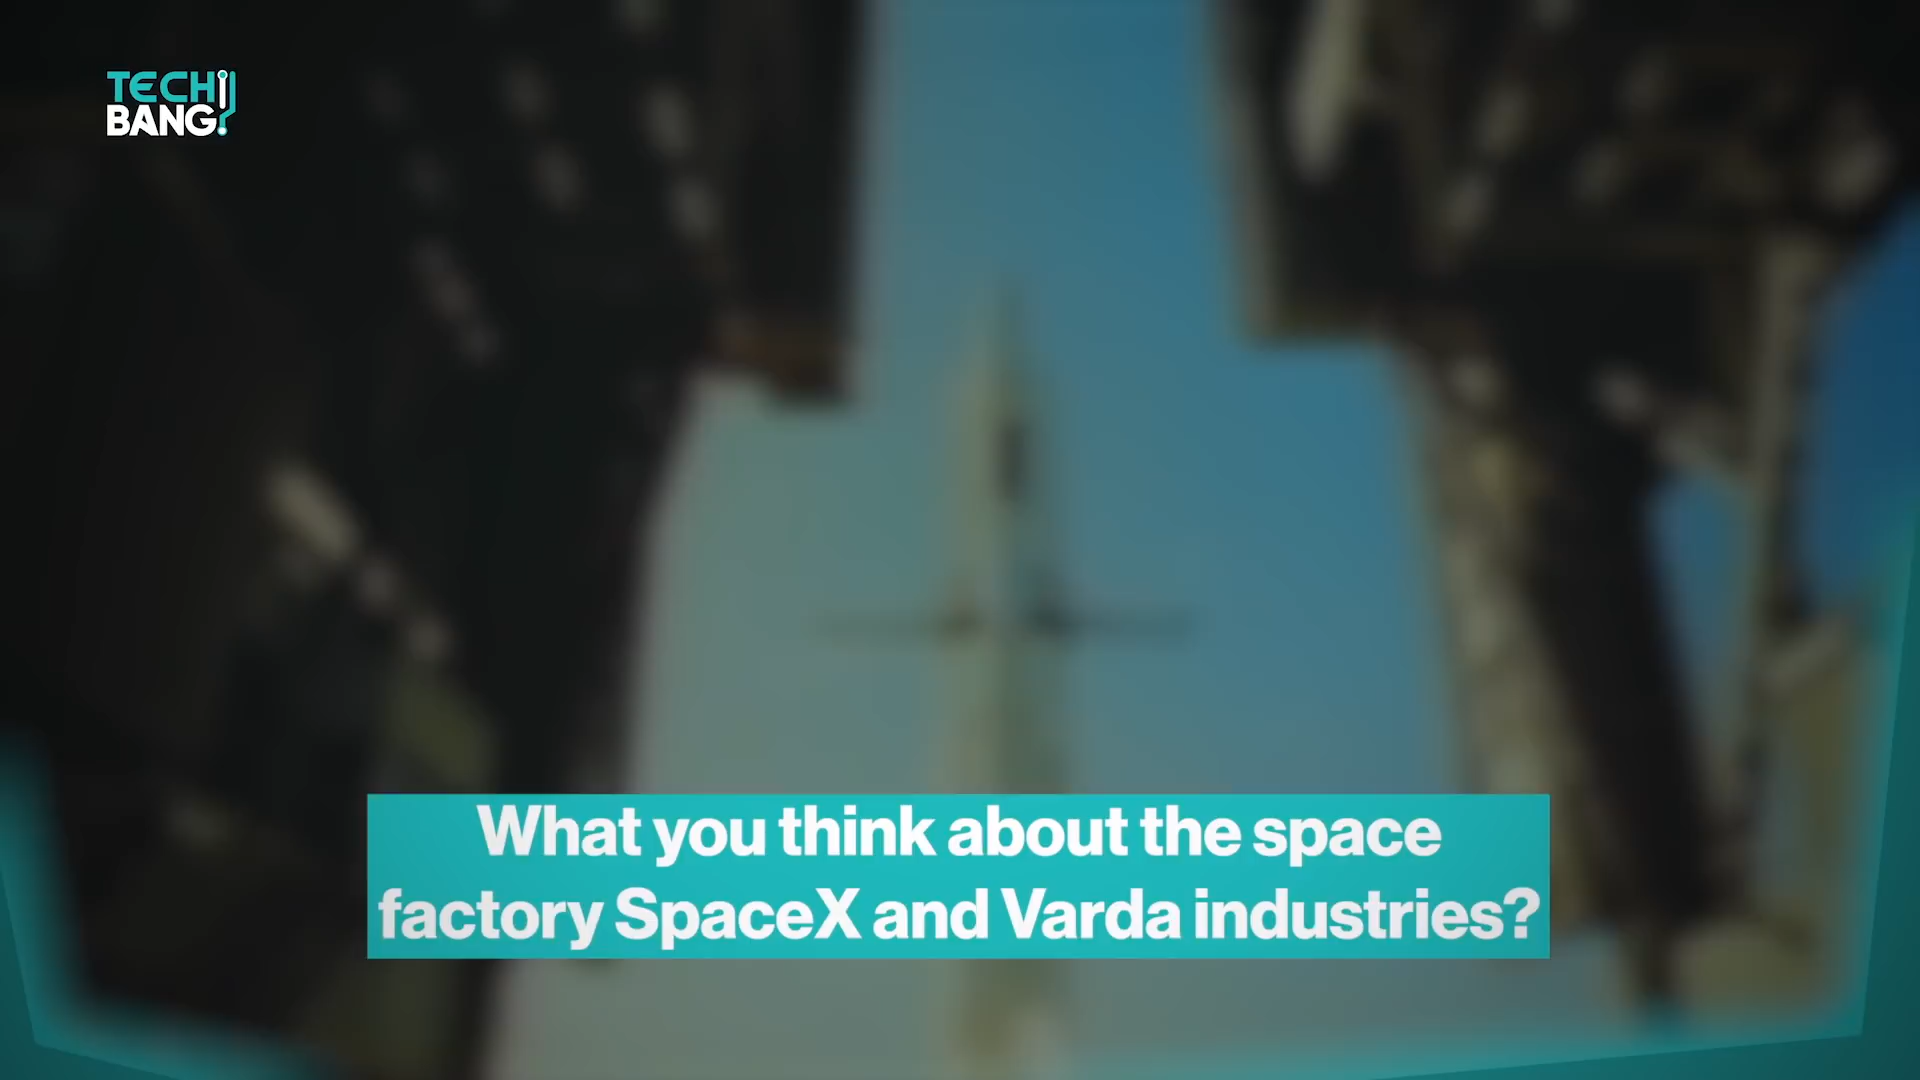 TECH
BANG!
What you think about the space
factory SpaceX and Varda industries?